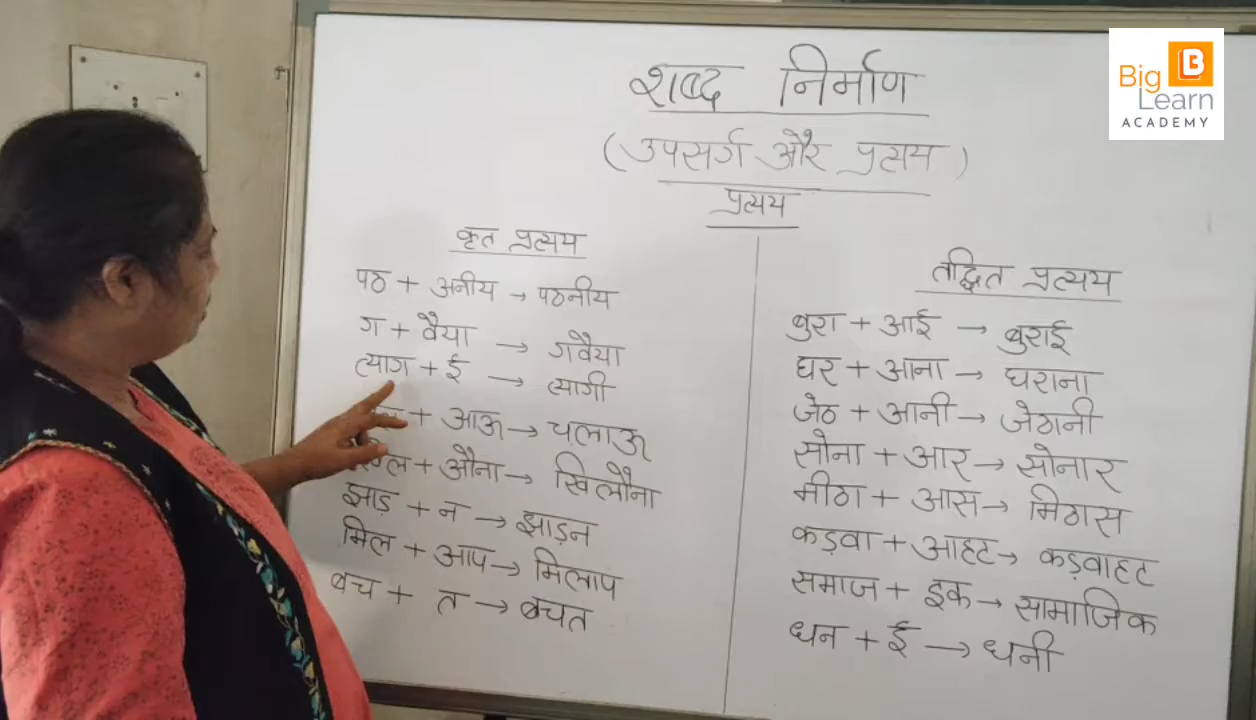 शब्द निर्माण
(उपसर्ग और प्रत्यय)
प्रत्यय
कृत प्रत्यय
पठ + अनीय → पठनीय
ग + वैया → गवैया
त्याग + ई → त्यागी
+ आऊ → चलाऊ
+ औना → खिलौना
झाड़ + न → झाड़न
मिल + आप → मिलाप
बच + त → बचत
तद्धित प्रत्यय
बुरा + आई → बुराई
घर + आना → घराना
जेठ + आनी → जेठानी
सोना + आर → सोनार
मीठा + आस → मिठास
कड़वा + आहट → कड़वाहट
समाज + इक → सामाजिक
धन + ई → धनी
Big
Learn
ACADEMY